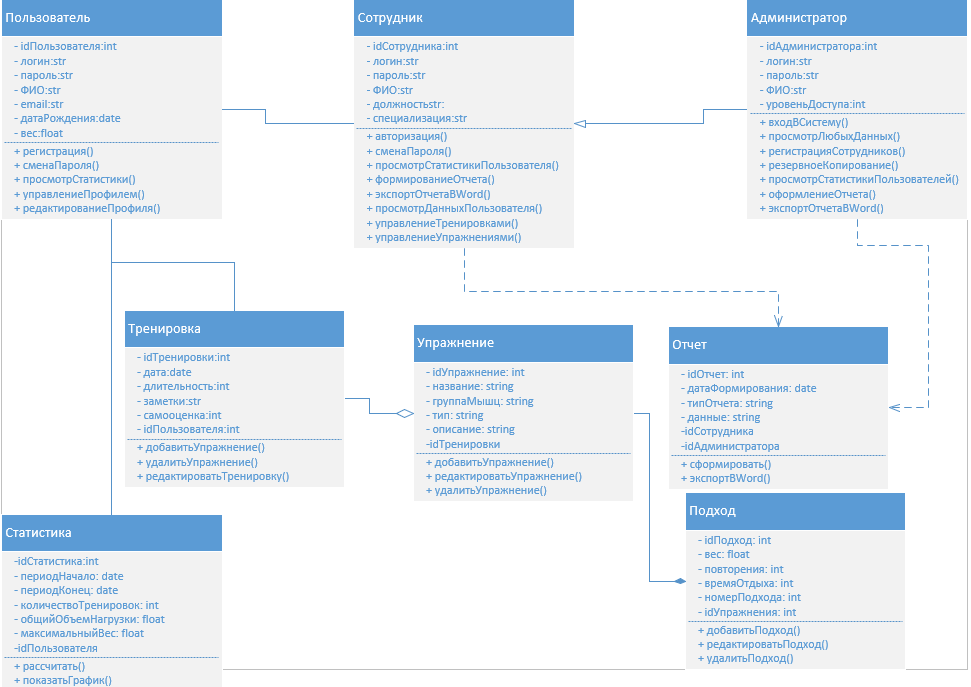 Пользователь
- idПользователя:int
- логин:str
- пароль:str
- ФИО:str
- email:str
- датаРождения:date
- вес:float
+ регистрация()
+ сменаПароля()
+ просмотрСтатистики()
+ управлениеПрофилем()
+ редактированиеПрофиля()
Сотрудник
- idСотрудника:int
- логин:str
- пароль:str
- ФИО:str
- должностьstr:
- специализация:str
+ авторизация()
+ сменаПароля()
+ просмотрСтатистикиПользователя()
+ формированиеОтчета()
+ экспортОтчетаВWord()
+ просмотрДанныхПользователя()
+ управлениеТренировками()
+ управлениеУпражнениями()
Администратор
- idАдминистратора:int
- логин:str
- пароль:str
- ФИО:str
- уровеньДоступа:int
+ входВСистему()
+ просмотрЛюбыхДанных()
+ регистрацияСотрудников()
+ резервноеКопирование()
+ просмотрСтатистикиПользователей()
+ оформлениеОтчета()
+ экспортОтчетаВWord()
Тренировка
- idТренировки:int
- дата:date
- длительность:int
- заметки:str
- самооценка:int
- idПользователя:int
+ добавитьУпражнение()
+ удалитьУпражнение()
+ редактироватьТренировку()
Упражнение
- idУпражнение: int
- название: string
- группаМышц: string
- тип: string
- описание: string
-idТренировки
+ добавитьУпражнение()
+ редактироватьУпражнение()
+ удалитьУпражнение()
Отчет
- idОтчет: int
- датаФормирования: date
- типОтчета: string
- данные: string
-idСотрудника
-idАдминистратора
+ сформировать()
+ экспортВWord()
Подход
- idПодход: int
- вес: float
- повторения: int
- времяОтдыха: int
- номерПодхода: int
- idУпражнения: int
+ добавитьПодход()
+ редактироватьПодход()
+ удалитьПодход()
Статистика
-idСтатистика:int
- периодНачало: date
- периодКонец: date
- количествоТренировок: int
- общийОбъемНагрузки: float
- максимальныйВес: float
-idПользователя
+ рассчитать()
+ показатьГрафик()